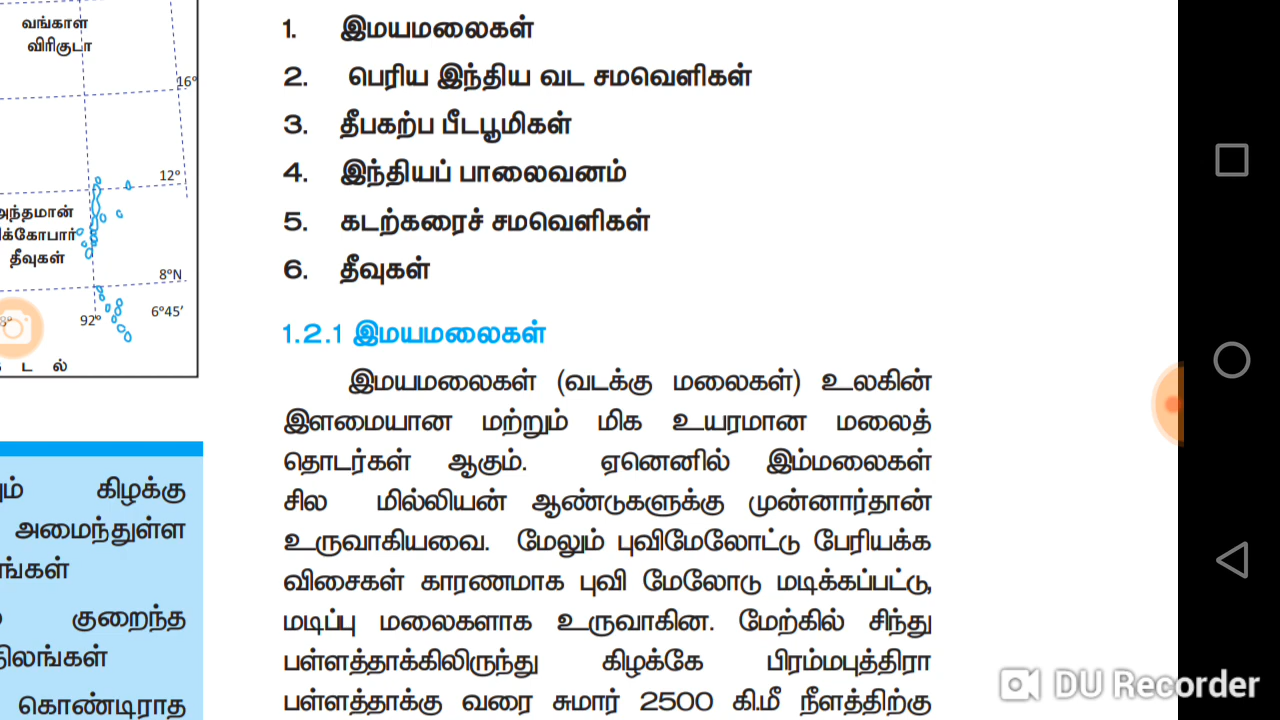 வங்காள
விரிகுடா
16°
12°
அந்தமான்
தீவுகள்
8°N
6°45'
92°
ட ல்
கிழக்கு
அமைந்துள்ள
குறைந்த
கொண்டிராத
1. இமயமலைகள்
2. பெரிய இந்திய வட சமவெளிகள்
3. தீபகற்ப பீடபூமிகள்
4. இந்தியப் பாலைவனம்
5. கடற்கரைச் சமவெளிகள்
6. தீவுகள்
1.2.1 இமயமலைகள்
இமயமலைகள் (வடக்கு மலைகள்) உலகின்
இளமையான மற்றும் மிக உயரமான மலைத்
தொடர்கள் ஆகும். ஏனெனில் இம்மலைகள்
சில மில்லியன் ஆண்டுகளுக்கு முன்னார்தான்
உருவாகியவை. மேலும் புவிமேலோட்டு பேரியக்க
விசைகள் காரணமாக புவி மேலோடு மடிக்கப்பட்டு,
மடிப்பு மலைகளாக உருவாகின. மேற்கில் சிந்து
பள்ளத்தாக்கிலிருந்து கிழக்கே பிரம்மபுத்திரா
பள்ளத்தாக்கு வரை சுமார் 2500 கி.மீ நீளத்திற்கு
DU Recorder